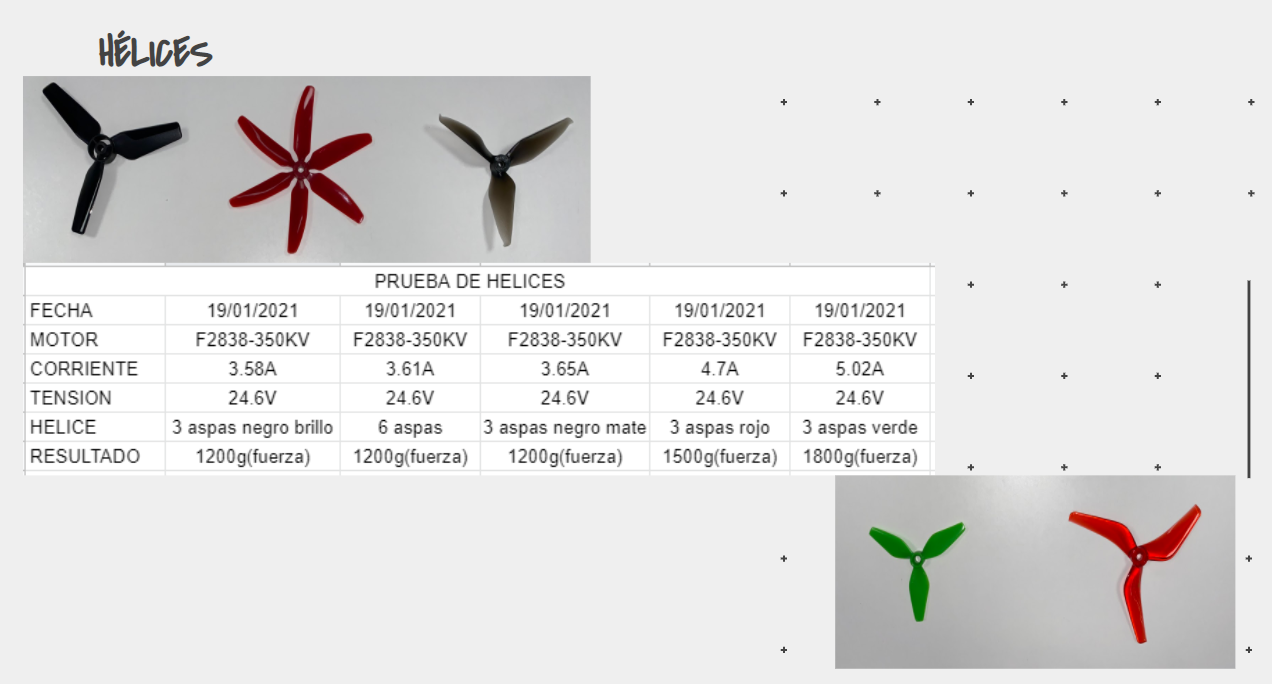 HÉLICES
PRUEBA DE HELICES
FECHA 19/01/2021 19/01/2021 19/01/2021 19/01/2021 19/01/2021
MOTOR F2838-350KV F2838-350KV F2838-350KV F2838-350KV F2838-350KV
CORRIENTE 3.58A 3.61A 3.65A 4.7A 5.02A
TENSION 24.6V 24.6V 24.6V 24.6V 24.6V
HELICE 3 aspas negro brillo 6 aspas 3 aspas negro mate 3 aspas rojo 3 aspas verde
RESULTADO 1200g(fuerza) 1200g(fuerza) 1200g(fuerza) 1500g(fuerza) 1800g(fuerza)